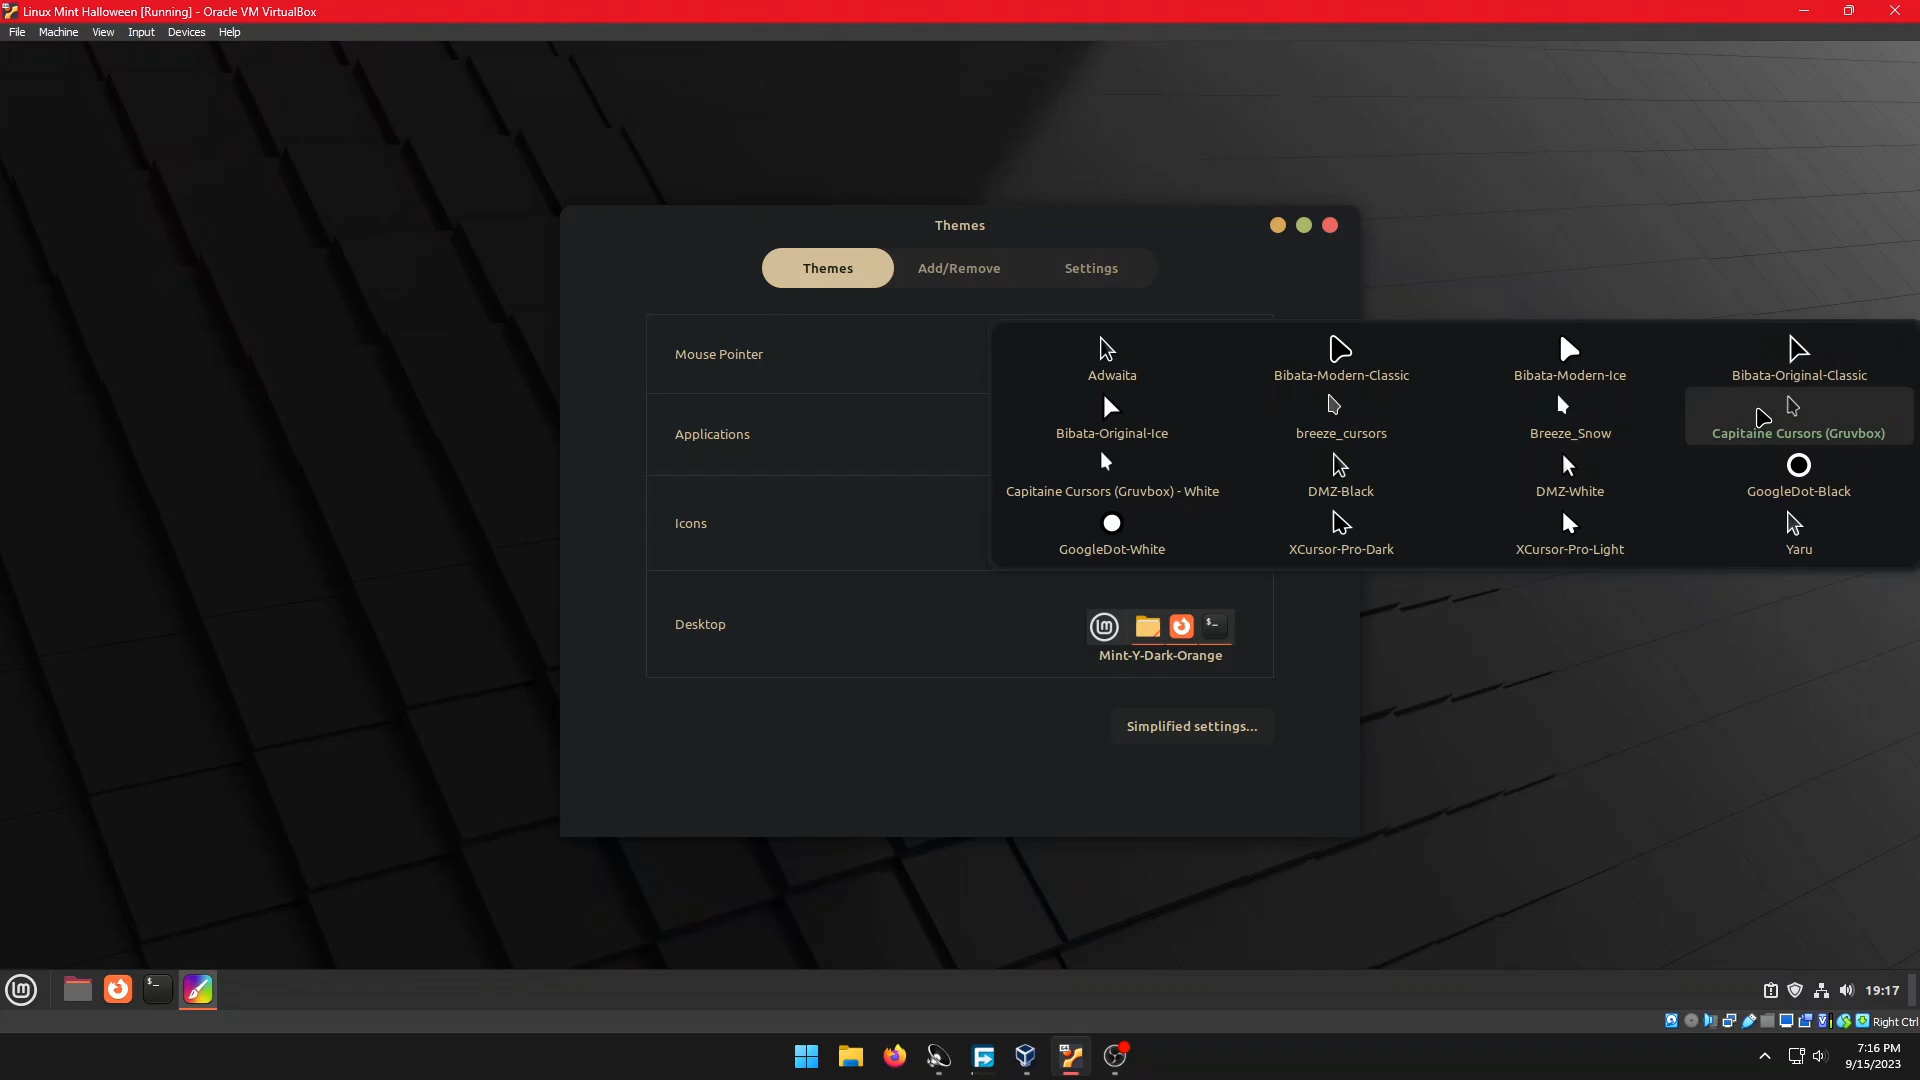 Linux Mint Halloween [Running] - Oracle VM VirtualBox
File Machine View Input Devices Help
Themes
Themes Add/Remove Settings
Mouse Pointer
Applications
Icons
Desktop
Adwaita Bibata-Modern-Classic Bibata-Modern-Ice Bibata-Original-Classic
Bibata-Original-Ice breeze_cursors Breeze_Snow Capitaine Cursors (Gruvbox)
Capitaine Cursors (Gruvbox) - White DMZ-Black DMZ-White GoogleDot-Black
GoogleDot-White XCursor-Pro-Dark XCursor-Pro-Light Yaru
Mint-Y-Dark-Orange
Simplified settings...
19:17
Right Ctrl
7:16 PM
9/15/2023